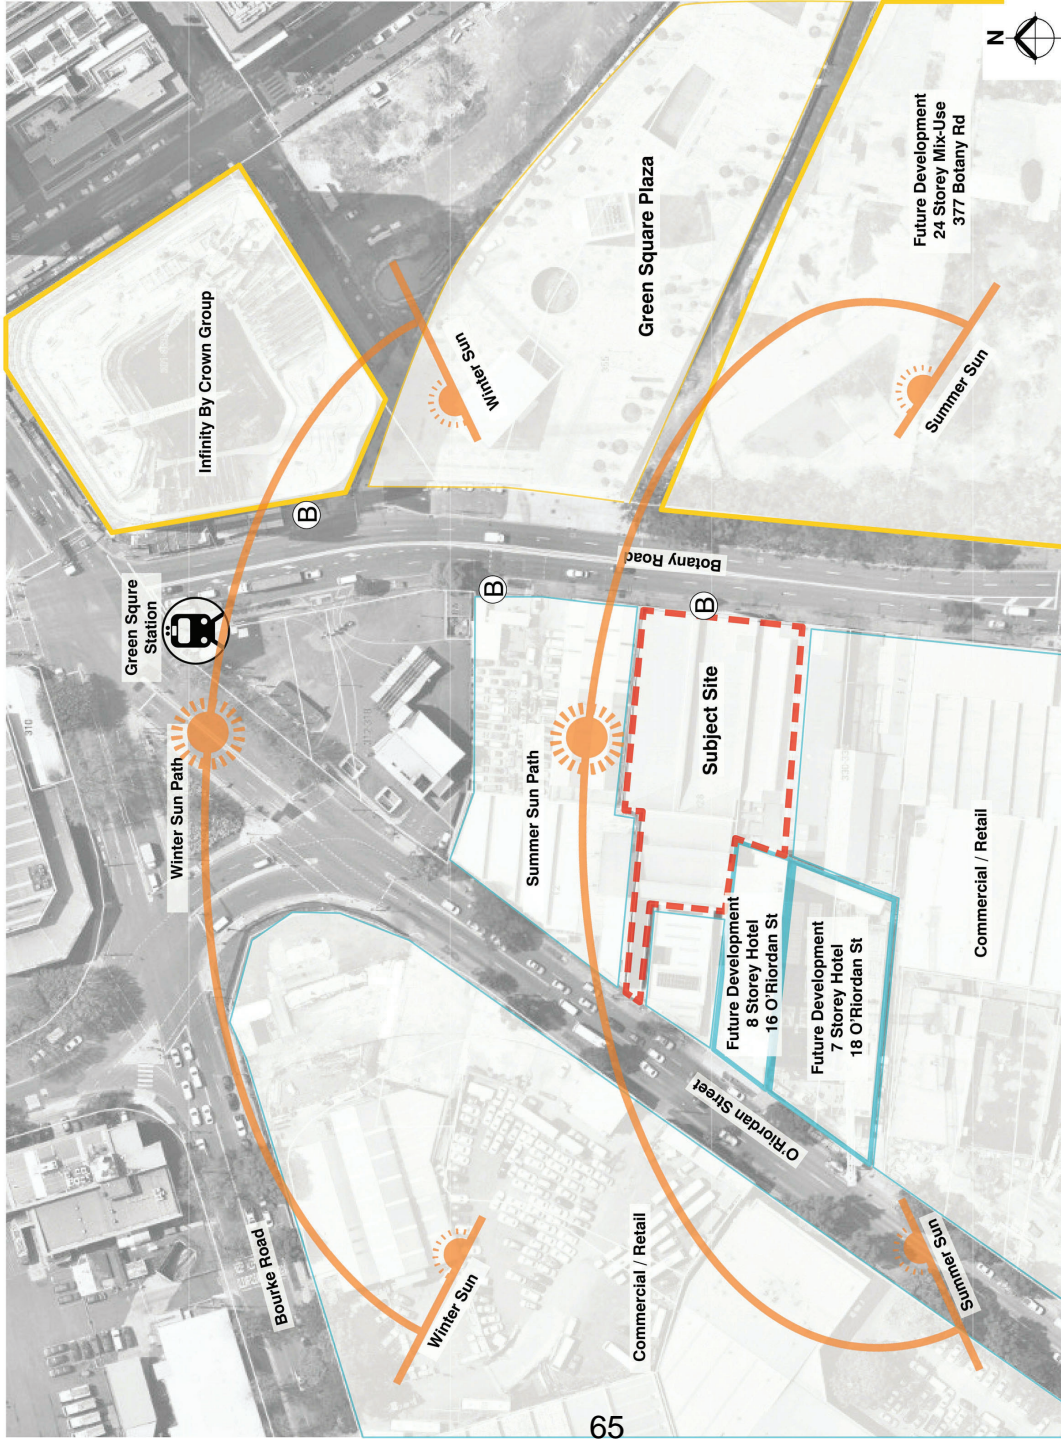 310
Green Squre
Station
Winter Sun Path
Infinity By Crown Group
Bourke Road
B
Winter Sun
Winter Sun
B
Summer Sun Path
105
Commercial / Retail
Green Square Plaza
Botany Road
B
Subject Site
O'Riordan Street
Future Development
8 Storey Hotel
16 O'Riordan St
Future Development
7 Storey Hotel
18 O'Riordan St
Future Development
24 Storey Mix-Use
377 Botany Rd
Summer Sun
Summer Sun
Commercial / Retail
N
65